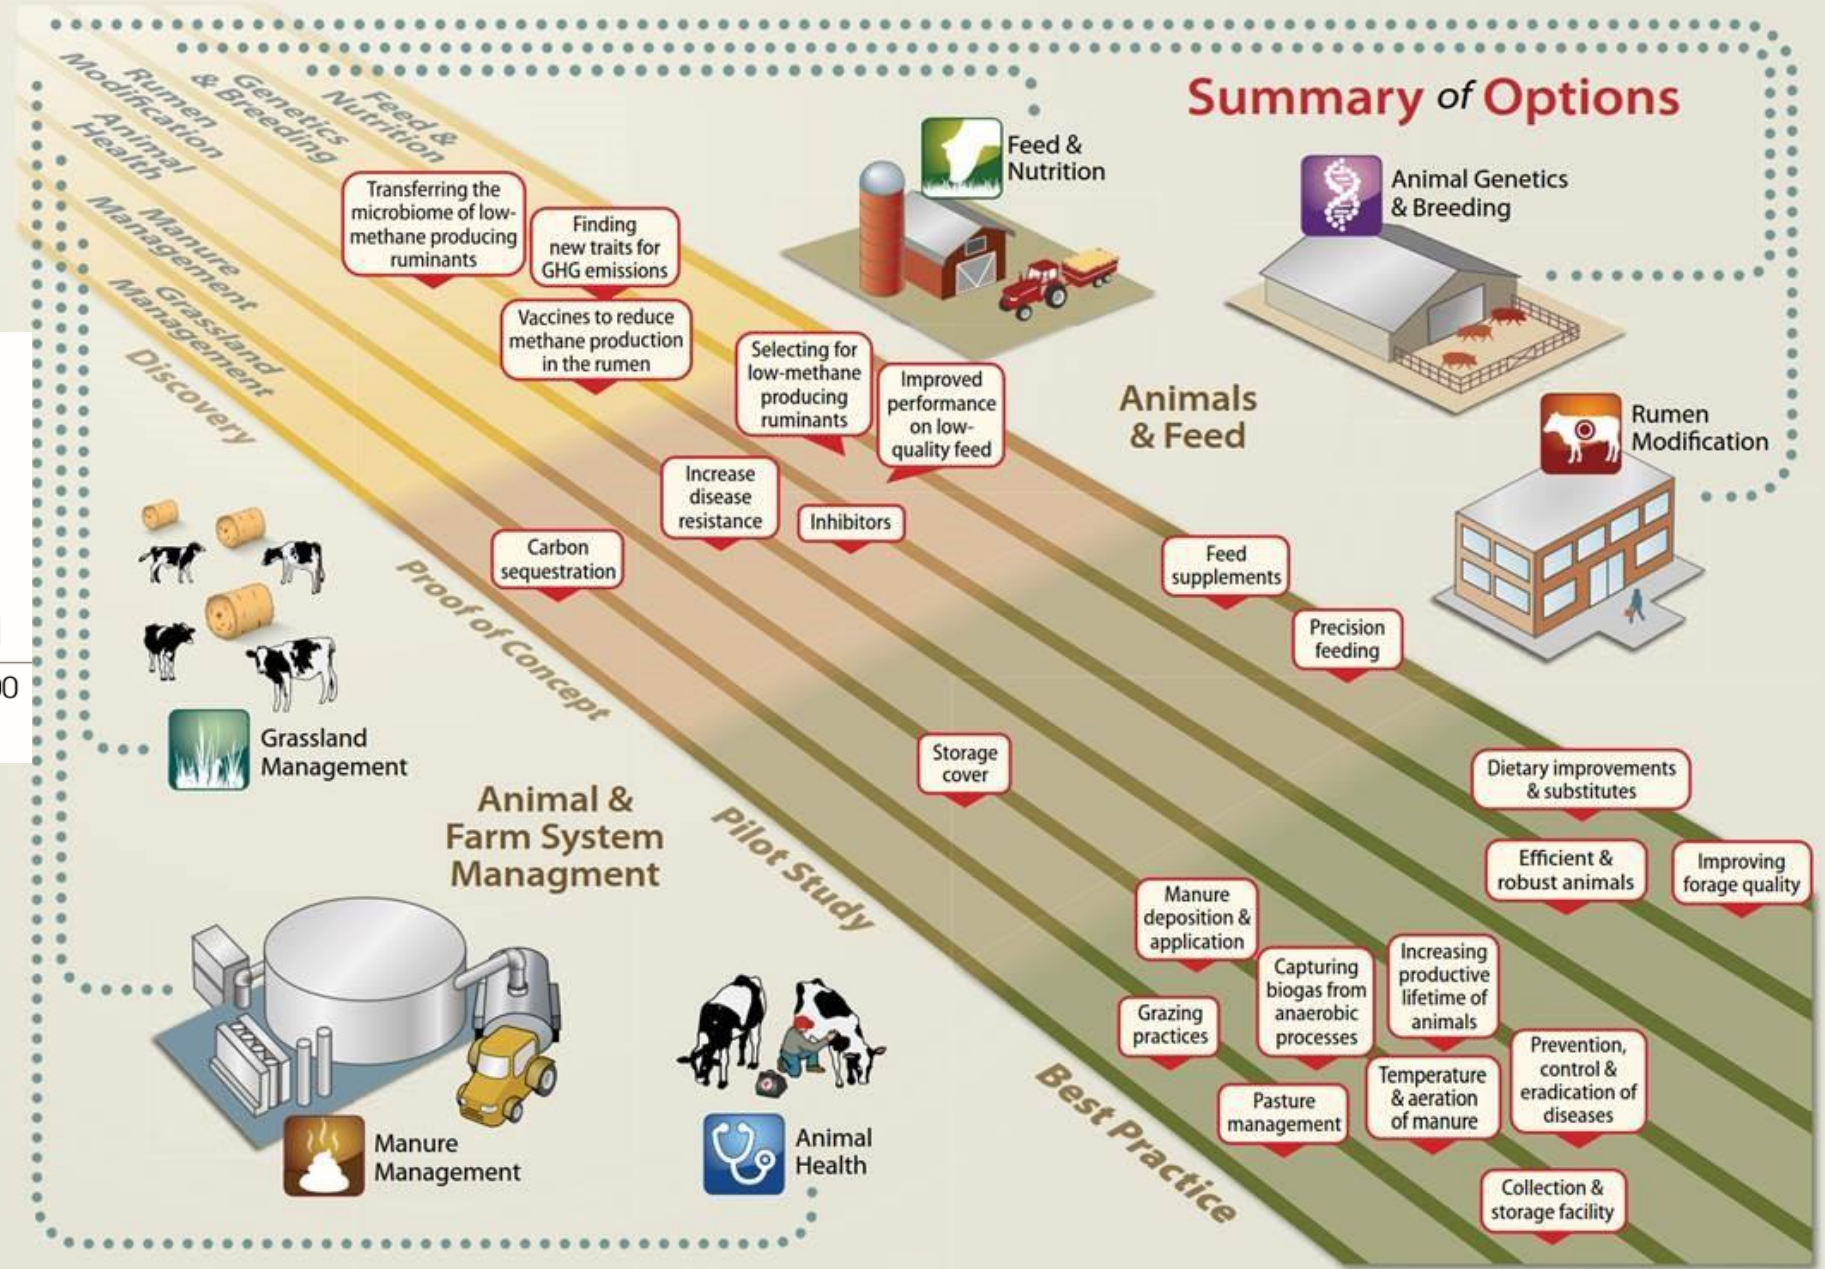 Summary of Options
Feed &
Nutrition
Genetics
& Breeding
Rumen
Modification
Animal
Health
Manure
Management
Grassland
Management
Discovery
Proof of Concept
Pilot Study
Best Practice
Transferring the
microbiome of low-
methane producing
ruminants
Finding
new traits for
GHG emissions
Vaccines to reduce
methane production
in the rumen
Selecting for
low-methane
producing
ruminants
Improved
performance
on low-
quality feed
Increase
disease
resistance
Inhibitors
Carbon
sequestration
Feed
supplements
Precision
feeding
Storage
cover
Dietary improvements
& substitutes
Efficient &
robust animals
Improving
forage quality
Manure
deposition &
application
Capturing
biogas from
anaerobic
processes
Increasing
productive
lifetime of
animals
Grazing
practices
Prevention,
control &
eradication of
diseases
Temperature
& aeration
of manure
Pasture
management
Collection &
storage facility
Feed &
Nutrition
Animal Genetics
& Breeding
Animals
& Feed
Rumen
Modification
Grassland
Management
Animal &
Farm System
Managment
Manure
Management
Animal
Health